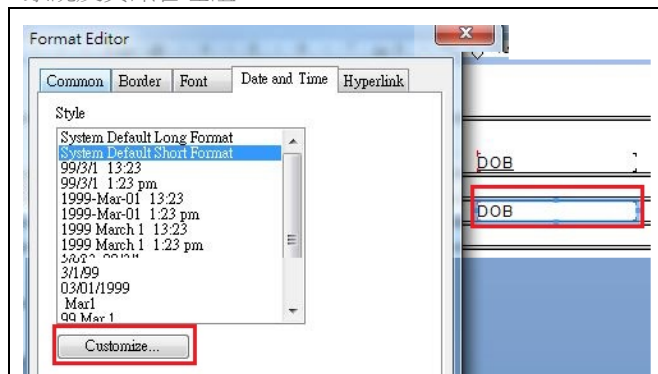 Format Editor
Common Border Font Date and Time Hyperlink
Style
System Default Long Format
System Default Short Format
99/3/1 13:23
99/3/1 1:23 pm
1999-Mar-01 13:23
1999-Mar-01 1:23 pm
1999 March 1 13:23
1999 March 1 1:23 pm
3/1/99
03/01/1999
Mar1
99 Mar 1
Customize...
DOB
DOB